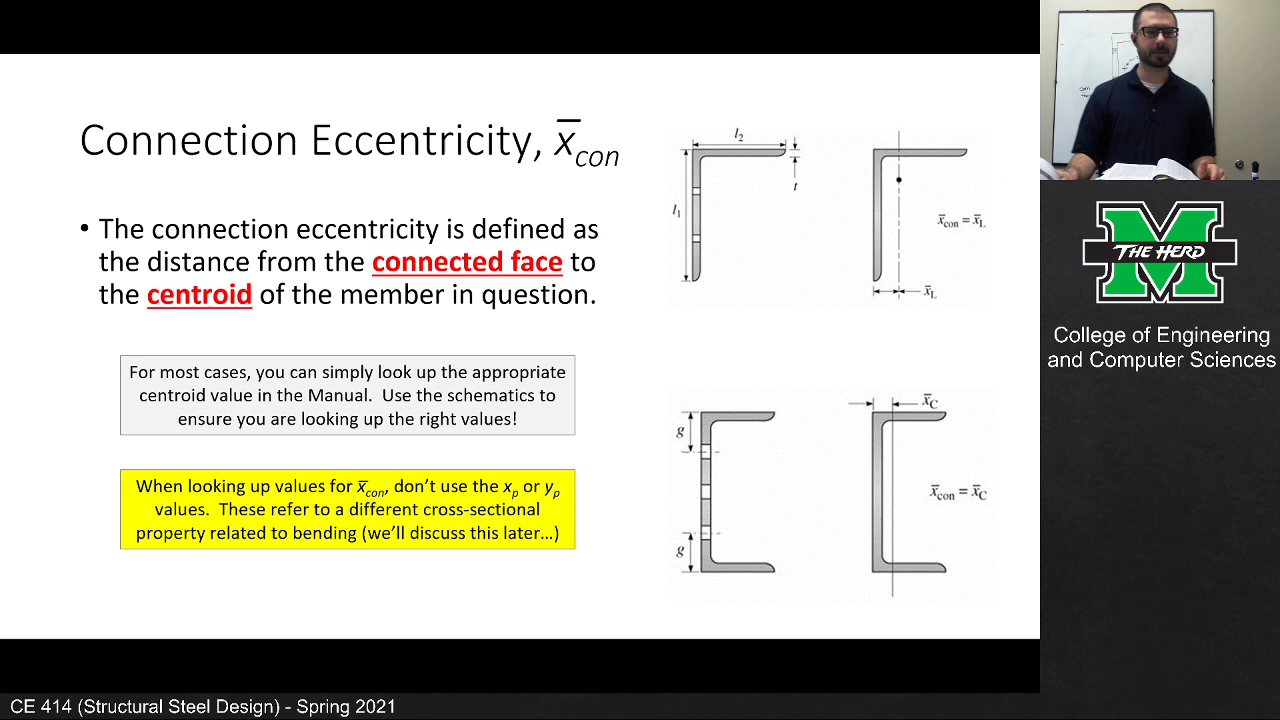 Connection Eccentricity, x̅con
• The connection eccentricity is defined as
the distance from the connected face to
the centroid of the member in question.
For most cases, you can simply look up the appropriate
centroid value in the Manual. Use the schematics to
ensure you are looking up the right values!
When looking up values for x̅con, don't use the xp or yp
values. These refer to a different cross-sectional
property related to bending (we'll discuss this later…)
l2
t
l1
x̅con = x̅L
x̅L
g
g
x̅C
x̅con = x̅C
THE HERD
College of Engineering
and Computer Sciences
CE 414 (Structural Steel Design) - Spring 2021